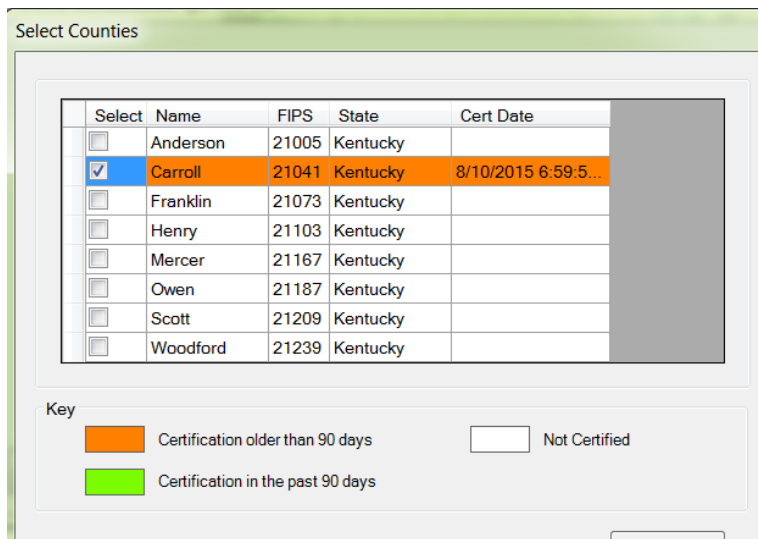 Select Counties
Select Name FIPS State Cert Date
Anderson 21005 Kentucky
Carroll 21041 Kentucky 8/10/2015 6:59:5...
Franklin 21073 Kentucky
Henry 21103 Kentucky
Mercer 21167 Kentucky
Owen 21187 Kentucky
Scott 21209 Kentucky
Woodford 21239 Kentucky
Key
Certification older than 90 days Not Certified
Certification in the past 90 days